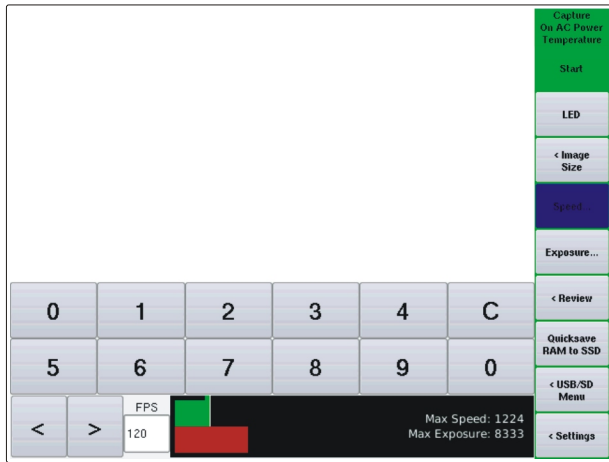 Capture
On AC Power
Temperature
Start
LED
< Image
Size
Speed...
Exposure...
< Review
Quicksave
RAM to SSD
< USB/SD
Menu
< Settings
0 1 2 3 4 C
5 6 7 8 9 0
< > FPS
120
Max Speed: 1224
Max Exposure: 8333